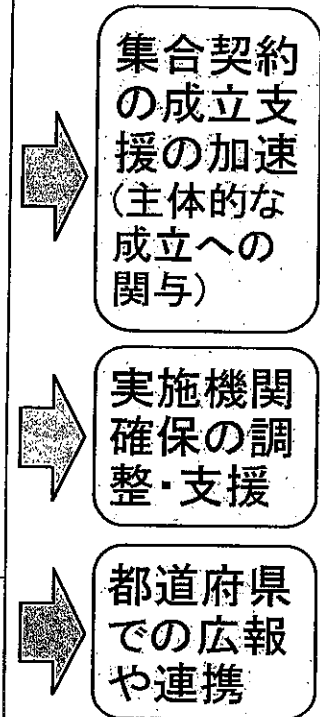 集合契約
の成立支
援の加速
(主体的な
成立への
関与)
実施機関
確保の調
整・支援
都道府県
での広報
や連携